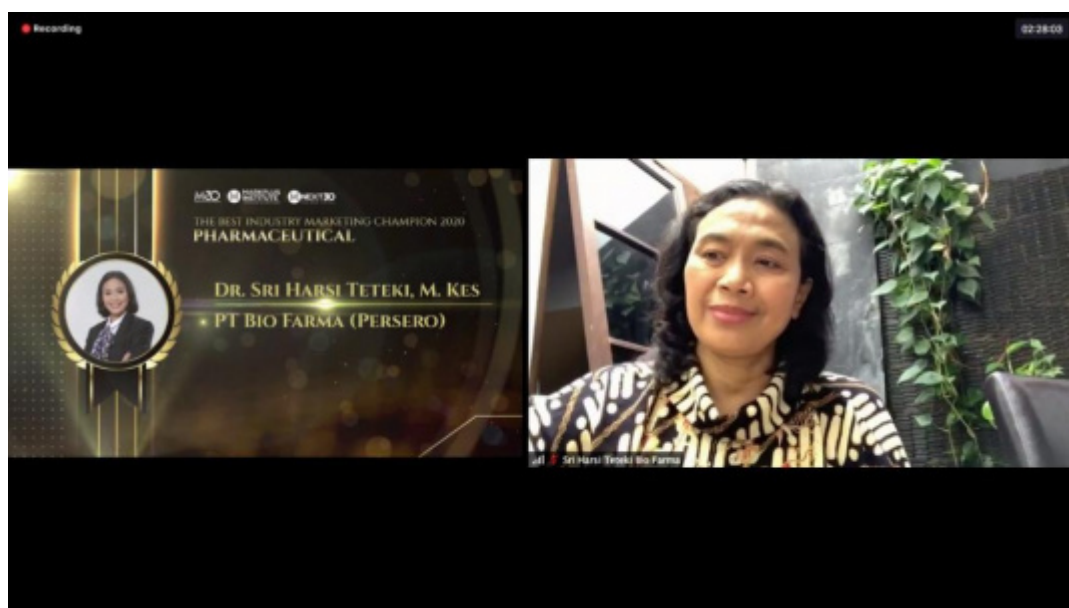 Recording
02:28:03
MARKPLUS INSTITUTE NEXT30
THE BEST INDUSTRY MARKETING CHAMPION 2020
PHARMACEUTICAL
DR. SRI HARSI TETEKI, M. KES
PT BIO FARMA (PERSERO)
Sri Harsi Teteki Bio Farma